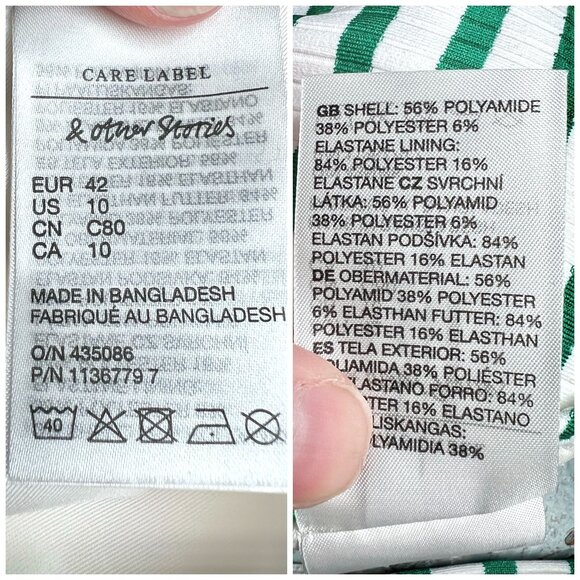 CARE LABEL
& other Stories
EUR 42
US 10
CN C80
CA 10
MADE IN BANGLADESH
FABRIQUÉ AU BANGLADESH
O/N 435086
P/N 1136779 7
40
GB SHELL: 56% POLYAMIDE
38% POLYESTER 6%
ELASTANE LINING:
84% POLYESTER 16%
ELASTANE CZ SVRCHNÍ
LÁTKA: 56% POLYAMID
38% POLYESTER 6%
ELASTAN PODŠÍVKA: 84%
POLYESTER 16% ELASTAN
DE OBERMATERIAL: 56%
POLYAMID 38% POLYESTER
6% ELASTHAN FUTTER: 84%
POLYESTER 16% ELASTHAN
ES TELA EXTERIOR: 56%
POLIAMIDA 38% POLIÉSTER
ELASTANO FORRO: 84%
16% ELASTANO
38%